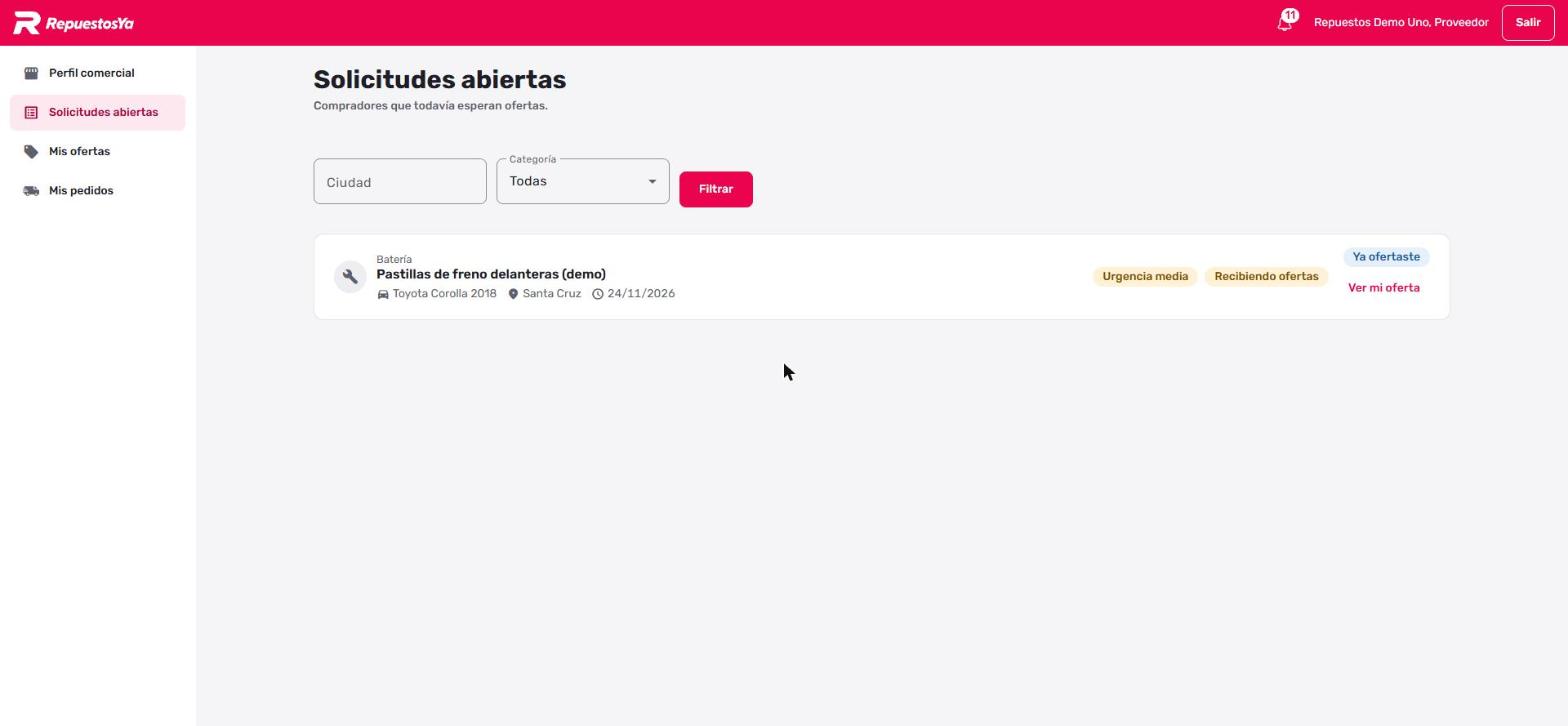 RepuestosYa
11
Repuestos Demo Uno, Proveedor
Salir
Perfil comercial
Solicitudes abiertas
Mis ofertas
Mis pedidos
Solicitudes abiertas
Compradores que todavía esperan ofertas.
Ciudad
Categoría
Todas
Filtrar
Batería
Pastillas de freno delanteras (demo)
Toyota Corolla 2018 Santa Cruz 24/11/2026
Urgencia media
Recibiendo ofertas
Ya ofertaste
Ver mi oferta